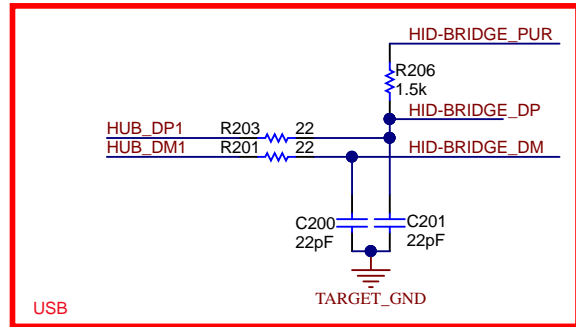 HID-BRIDGE_PUR
R206
1.5k
HID-BRIDGE_DP
HUB_DP1 R203 22
HUB_DM1 R201 22 HID-BRIDGE_DM
C200 C201
22pF 22pF
TARGET_GND
USB